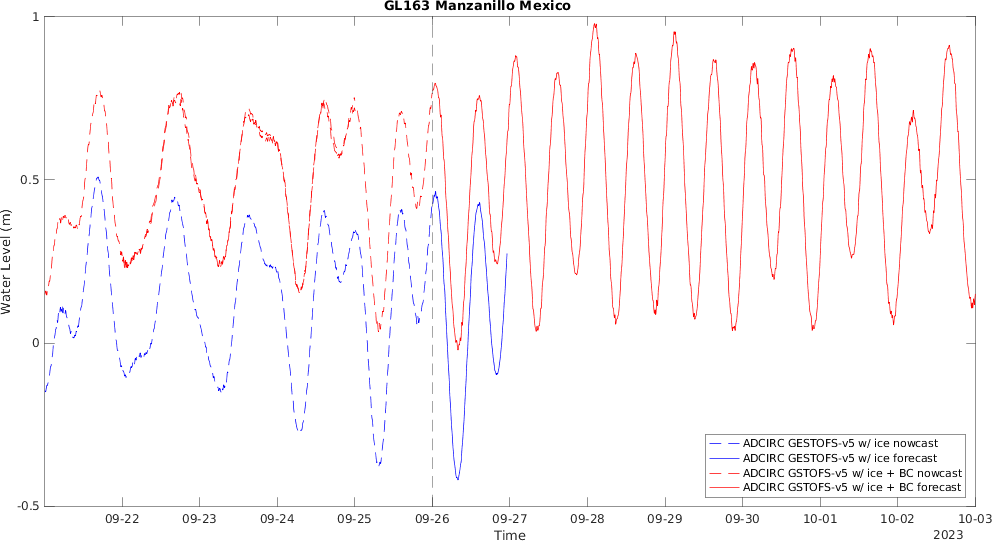 GL163 Manzanillo Mexico
1
0.5
0
-0.5
Water Level (m)
ADCIRC GESTOFS-v5 w/ ice nowcast
ADCIRC GESTOFS-v5 w/ ice forecast
ADCIRC GSTOFS-v5 w/ ice + BC nowcast
ADCIRC GSTOFS-v5 w/ ice + BC forecast
09-22 09-23 09-24 09-25 09-26 09-27 09-28 09-29 09-30 10-01 10-02 10-03
Time
2023